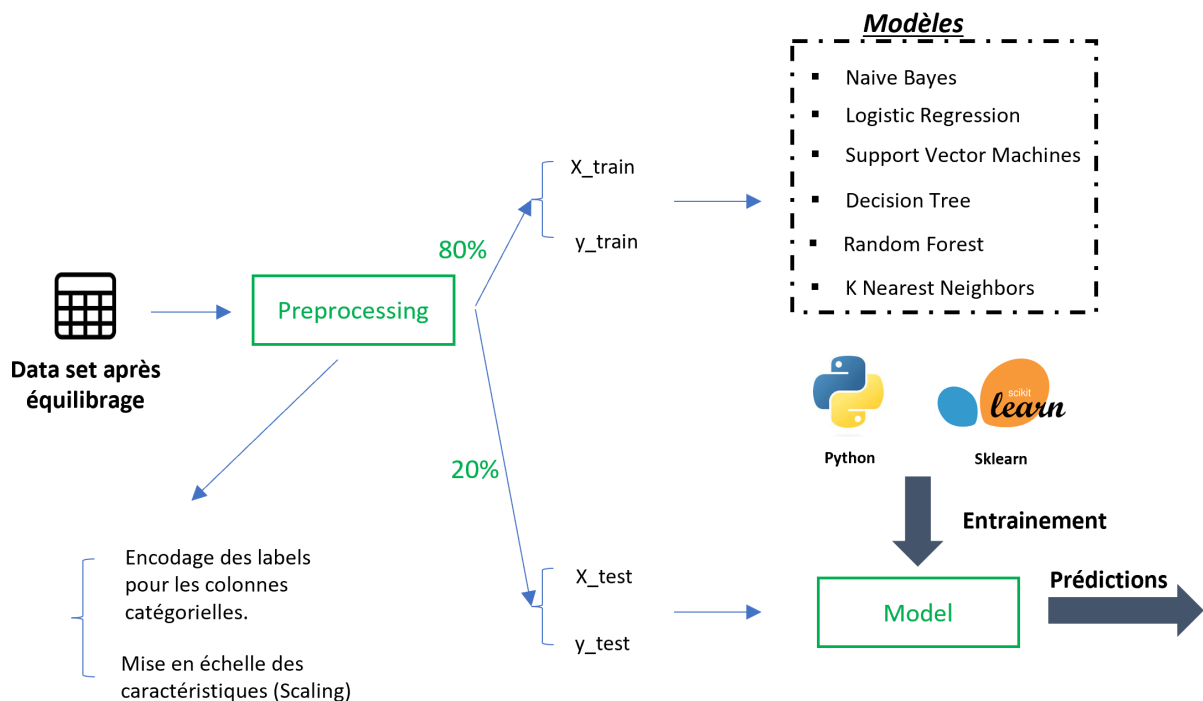 Modèles
Naive Bayes
Logistic Regression
Support Vector Machines
Decision Tree
Random Forest
K Nearest Neighbors
X_train
y_train
80%
Preprocessing
Data set après
équilibrage
20%
scikit
learn
Python
Sklearn
Entrainement
Encodage des labels
pour les colonnes
catégorielles.
Mise en échelle des
caractéristiques (Scaling)
X_test
y_test
Model
Prédictions